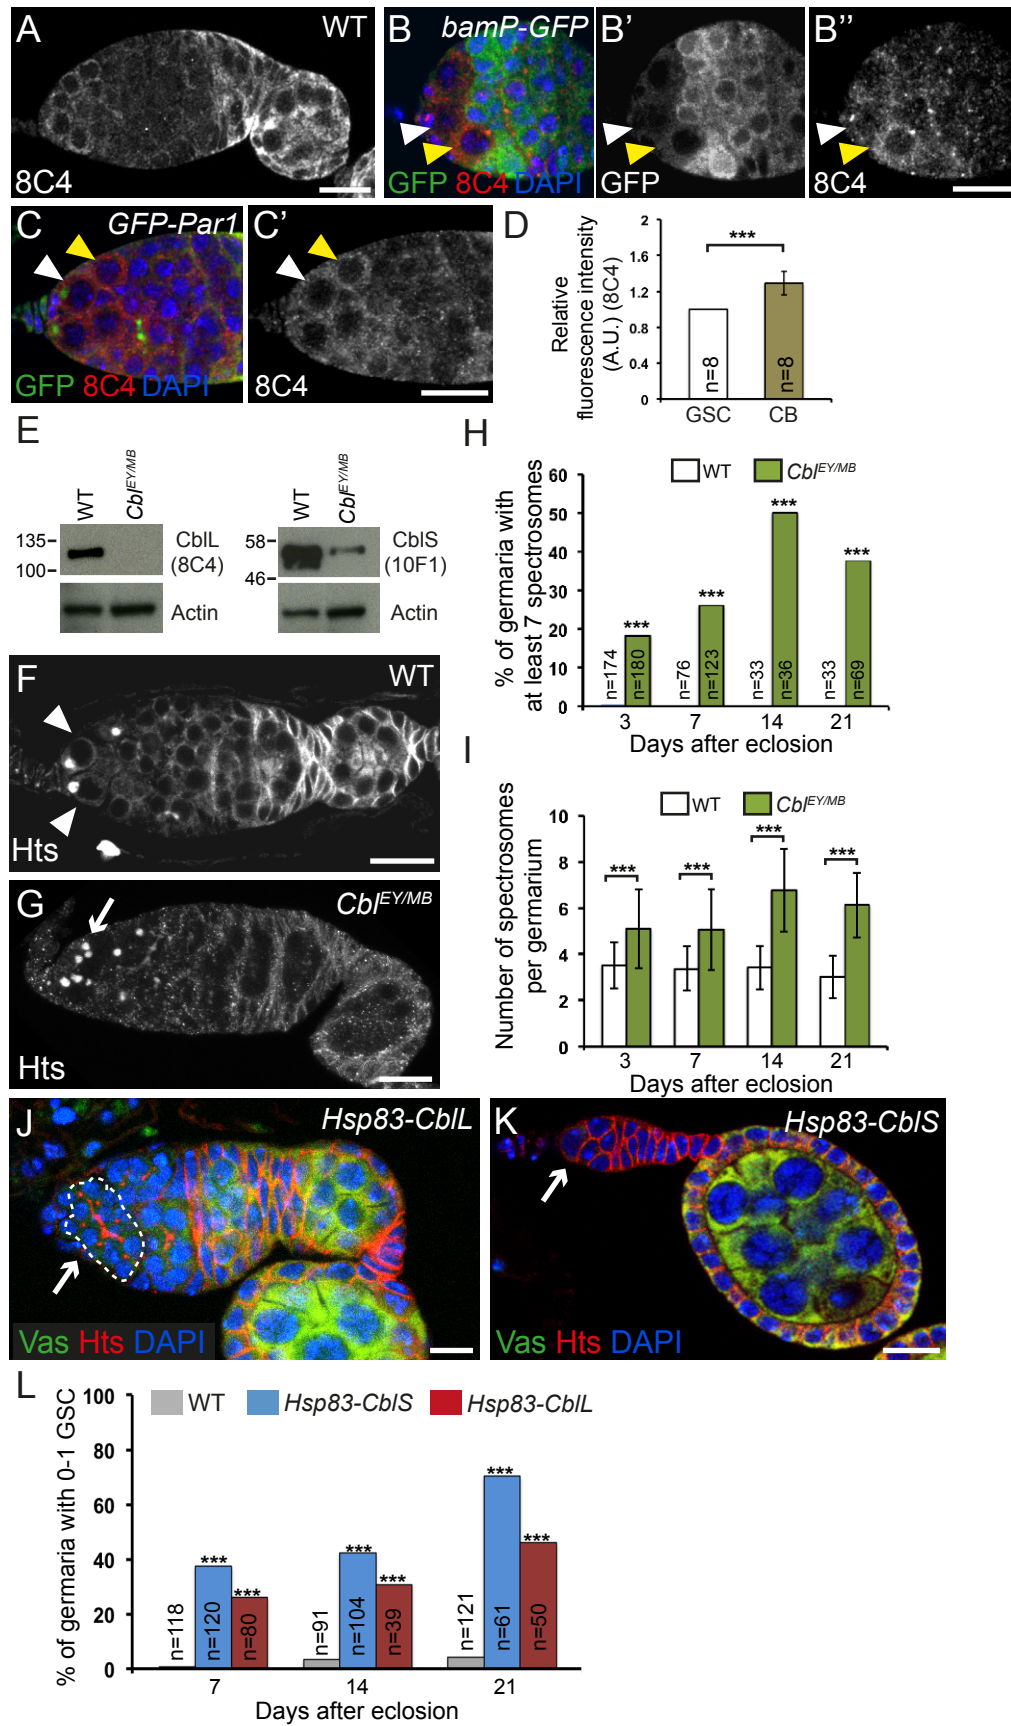 A
WT
8C4
B
bamP-GFP
GFP 8C4 DAPI
B'
GFP
B''
8C4
C
GFP-Par1
GFP 8C4 DAPI
C'
8C4
D
Relative
fluorescence intensity
(A.U.) (8C4)
2
1.6
1.2
0.8
0.4
0
***
n=8
n=8
GSC
CB
E
WT
Cbl^EY/MB
135
100
CblL
(8C4)
Actin
WT
Cbl^EY/MB
58
46
CblS
(10F1)
Actin
F
WT
Hts
G
Cbl^EY/MB
Hts
H
WT
Cbl^EY/MB
% of germaria with
at least 7 spectrosomes
60
50
40
30
20
10
0
***
***
***
***
n=174
n=180
n=76
n=123
n=33
n=36
n=33
n=69
3
7
14
21
Days after eclosion
I
WT
Cbl^EY/MB
Number of spectrosomes
per germarium
10
8
6
4
2
0
***
***
***
***
3
7
14
21
Days after eclosion
J
Hsp83-CblL
Vas Hts DAPI
K
Hsp83-CblS
Vas Hts DAPI
L
WT
Hsp83-CblS
Hsp83-CblL
% of germaria with 0-1 GSC
100
80
60
40
20
0
***
***
***
***
***
***
n=118
n=120
n=80
n=91
n=104
n=39
n=121
n=61
n=50
7
14
21
Days after eclosion